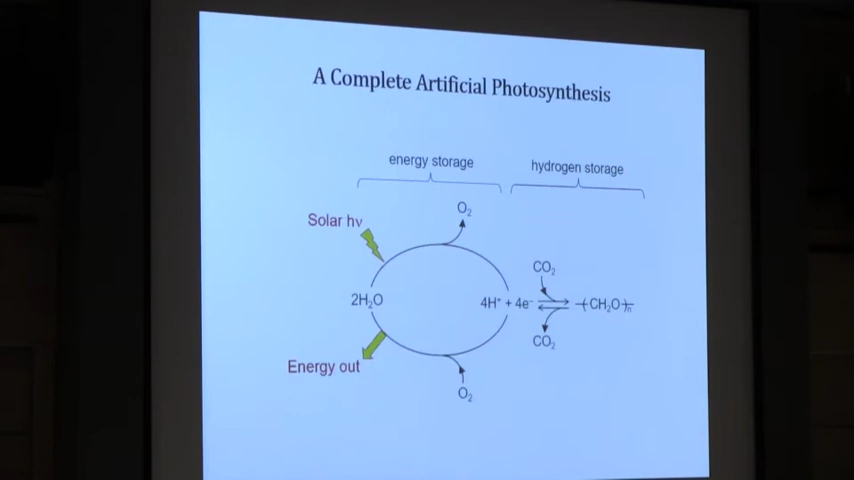 A Complete Artificial Photosynthesis
energy storage
hydrogen storage
O₂
Solar hν
CO₂
2H₂O
4H⁺ + 4e⁻
(CH₂O)n
CO₂
Energy out
O₂